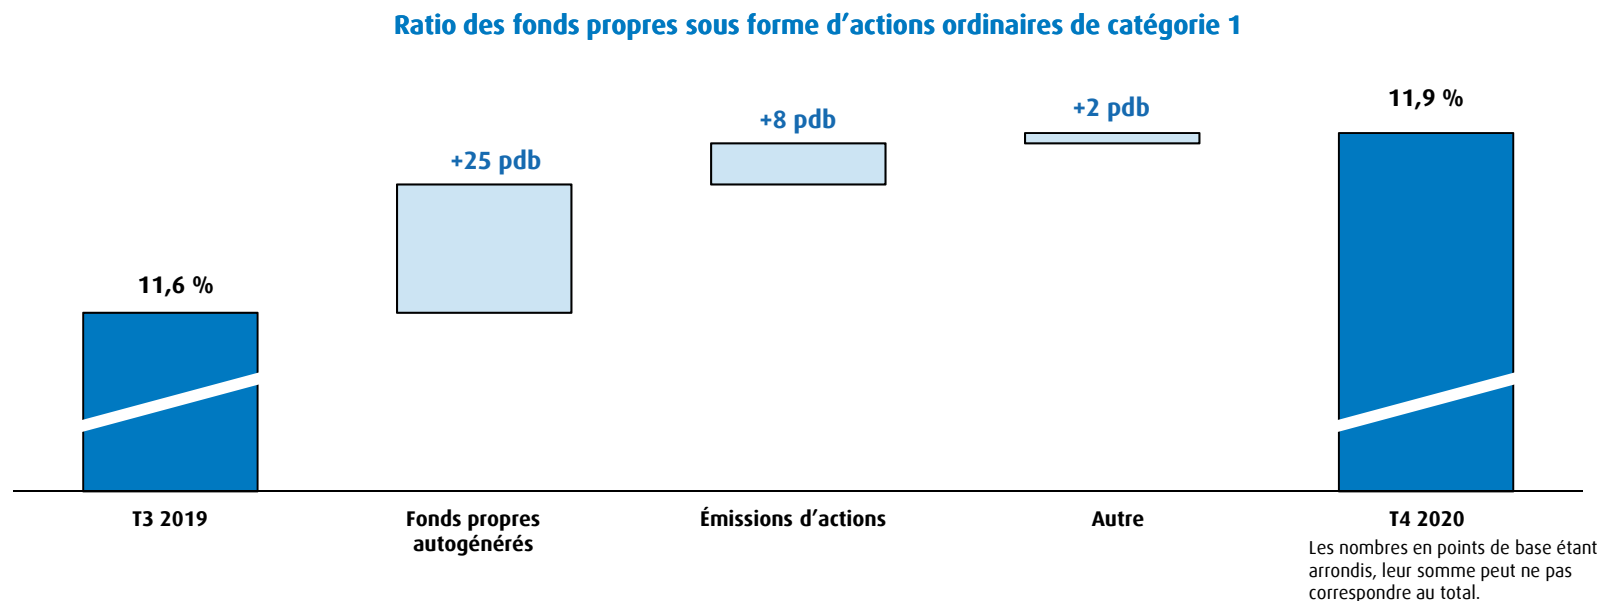 Ratio des fonds propres sous forme d’actions ordinaires de catégorie 1
11,6 %
+25 pdb
+8 pdb
+2 pdb
11,9 %
T3 2019
Fonds propres
autogénérés
Émissions d’actions
Autre
T4 2020
Les nombres en points de base étant
arrondis, leur somme peut ne pas
correspondre au total.